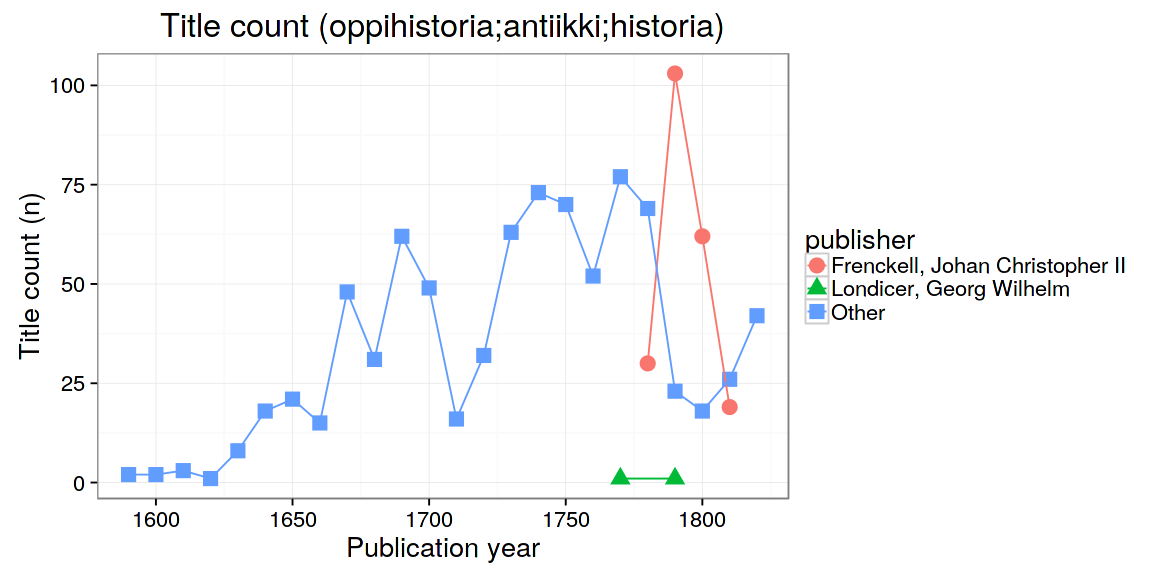 Title count (oppihistoria;antiikki;historia)
Title count (n)
100
75
50
25
0
1600
1650
1700
1750
1800
Publication year
publisher
Frenckell, Johan Christopher II
Londicer, Georg Wilhelm
Other